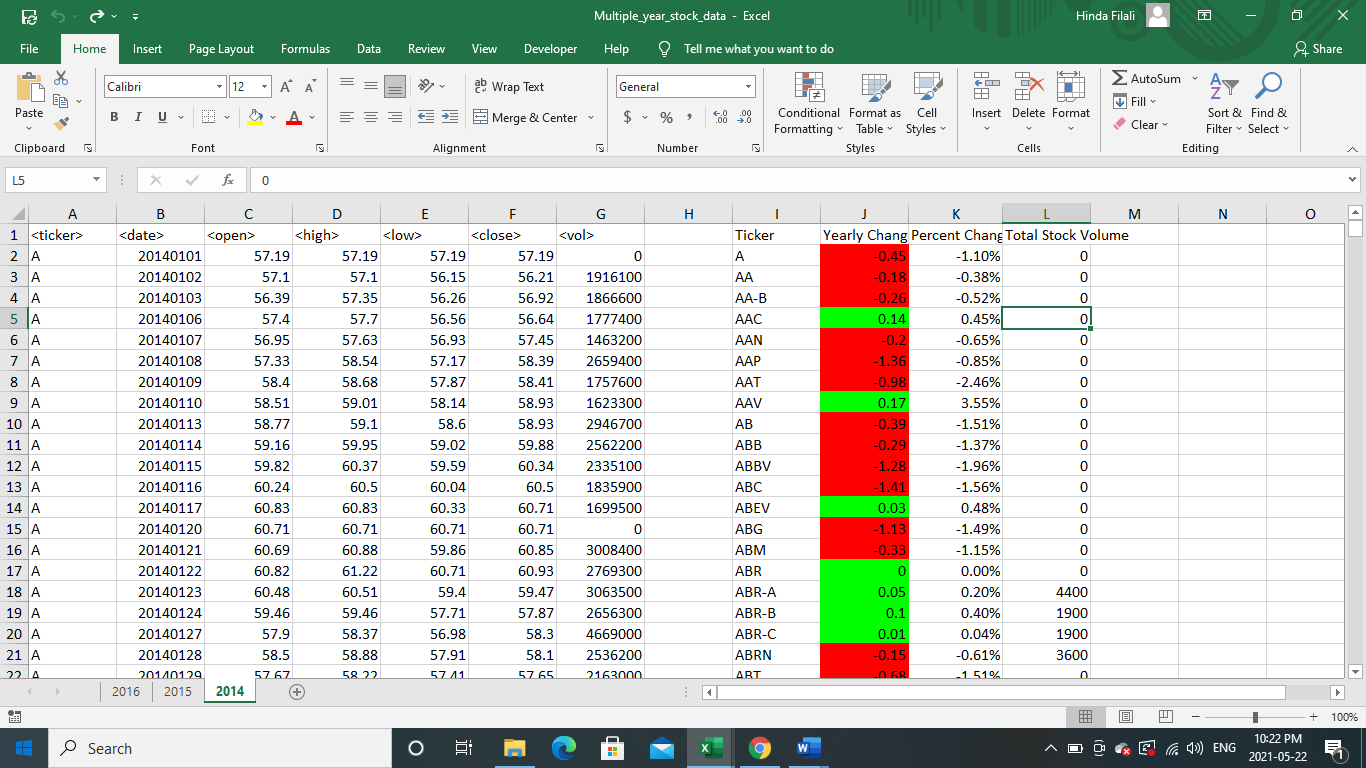 Multiple_year_stock_data - Excel
Hinda Filali
File Home Insert Page Layout Formulas Data Review View Developer Help Tell me what you want to do Share
Paste
Clipboard
Calibri 12
B I U
Font
Wrap Text
Merge & Center
Alignment
General
$ % ,
Number
Conditional Formatting
Format as Table
Cell Styles
Styles
Insert Delete Format
Cells
AutoSum
Fill
Clear
Sort & Filter
Find & Select
Editing
L5 fx 0
A B C D E F G H I J K L M N O
1 <ticker> <date> <open> <high> <low> <close> <vol> Ticker Yearly Chang Percent Chang Total Stock Volume
2 A 20140101 57.19 57.19 57.19 57.19 0 A -0.45 -1.10% 0
3 A 20140102 57.1 57.1 56.15 56.21 1916100 AA -0.18 -0.38% 0
4 A 20140103 56.39 57.35 56.26 56.92 1866600 AA-B -0.26 -0.52% 0
5 A 20140106 57.4 57.7 56.56 56.64 1777400 AAC 0.14 0.45% 0
6 A 20140107 56.95 57.63 56.93 57.45 1463200 AAN -0.2 -0.65% 0
7 A 20140108 57.33 58.54 57.17 58.39 2659400 AAP -1.36 -0.85% 0
8 A 20140109 58.4 58.68 57.87 58.41 1757600 AAT -0.98 -2.46% 0
9 A 20140110 58.51 59.01 58.14 58.93 1623300 AAV 0.17 3.55% 0
10 A 20140113 58.77 59.1 58.6 58.93 2946700 AB -0.39 -1.51% 0
11 A 20140114 59.16 59.95 59.02 59.88 2562200 ABB -0.29 -1.37% 0
12 A 20140115 59.82 60.37 59.59 60.34 2335100 ABBV -1.28 -1.96% 0
13 A 20140116 60.24 60.5 60.04 60.5 1835900 ABC -1.41 -1.56% 0
14 A 20140117 60.83 60.83 60.33 60.71 1699500 ABEV 0.03 0.48% 0
15 A 20140120 60.71 60.71 60.71 60.71 0 ABG -1.13 -1.49% 0
16 A 20140121 60.69 60.88 59.86 60.85 3008400 ABM -0.33 -1.15% 0
17 A 20140122 60.82 61.22 60.71 60.93 2769300 ABR 0 0.00% 0
18 A 20140123 60.48 60.51 59.4 59.47 3063500 ABR-A 0.05 0.20% 4400
19 A 20140124 59.46 59.46 57.71 57.87 2656300 ABR-B 0.1 0.40% 1900
20 A 20140127 57.9 58.37 56.98 58.3 4669000 ABR-C 0.01 0.04% 1900
21 A 20140128 58.5 58.88 57.91 58.1 2536200 ABRN -0.15 -0.61% 3600
22 A 20140129 57.67 58.22 57.41 57.65 2163000 ABT -0.68 -1.51% 0
2016 2015 2014
100%
Search
ENG
10:22 PM
2021-05-22
1